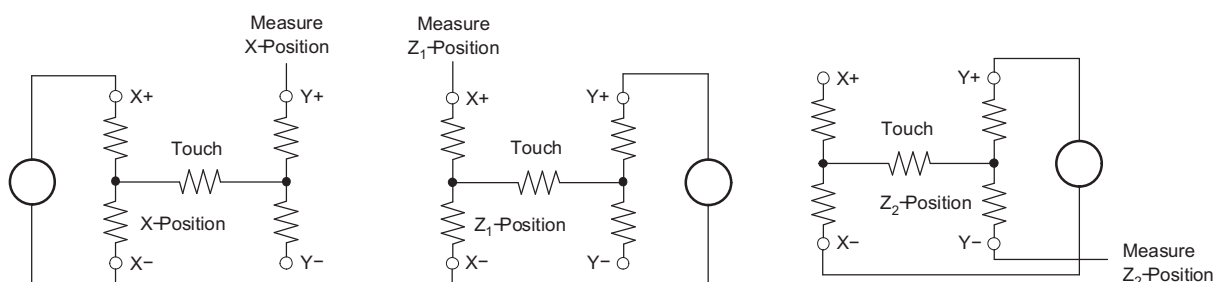 Measure
X-Position
X+
Y+
Touch
X-Position
X−
Y−
Measure
Z₁-Position
X+
Y+
Touch
Z₁-Position
X−
Y−
X+
Y+
Touch
Z₂-Position
X−
Y−
Measure
Z₂-Position